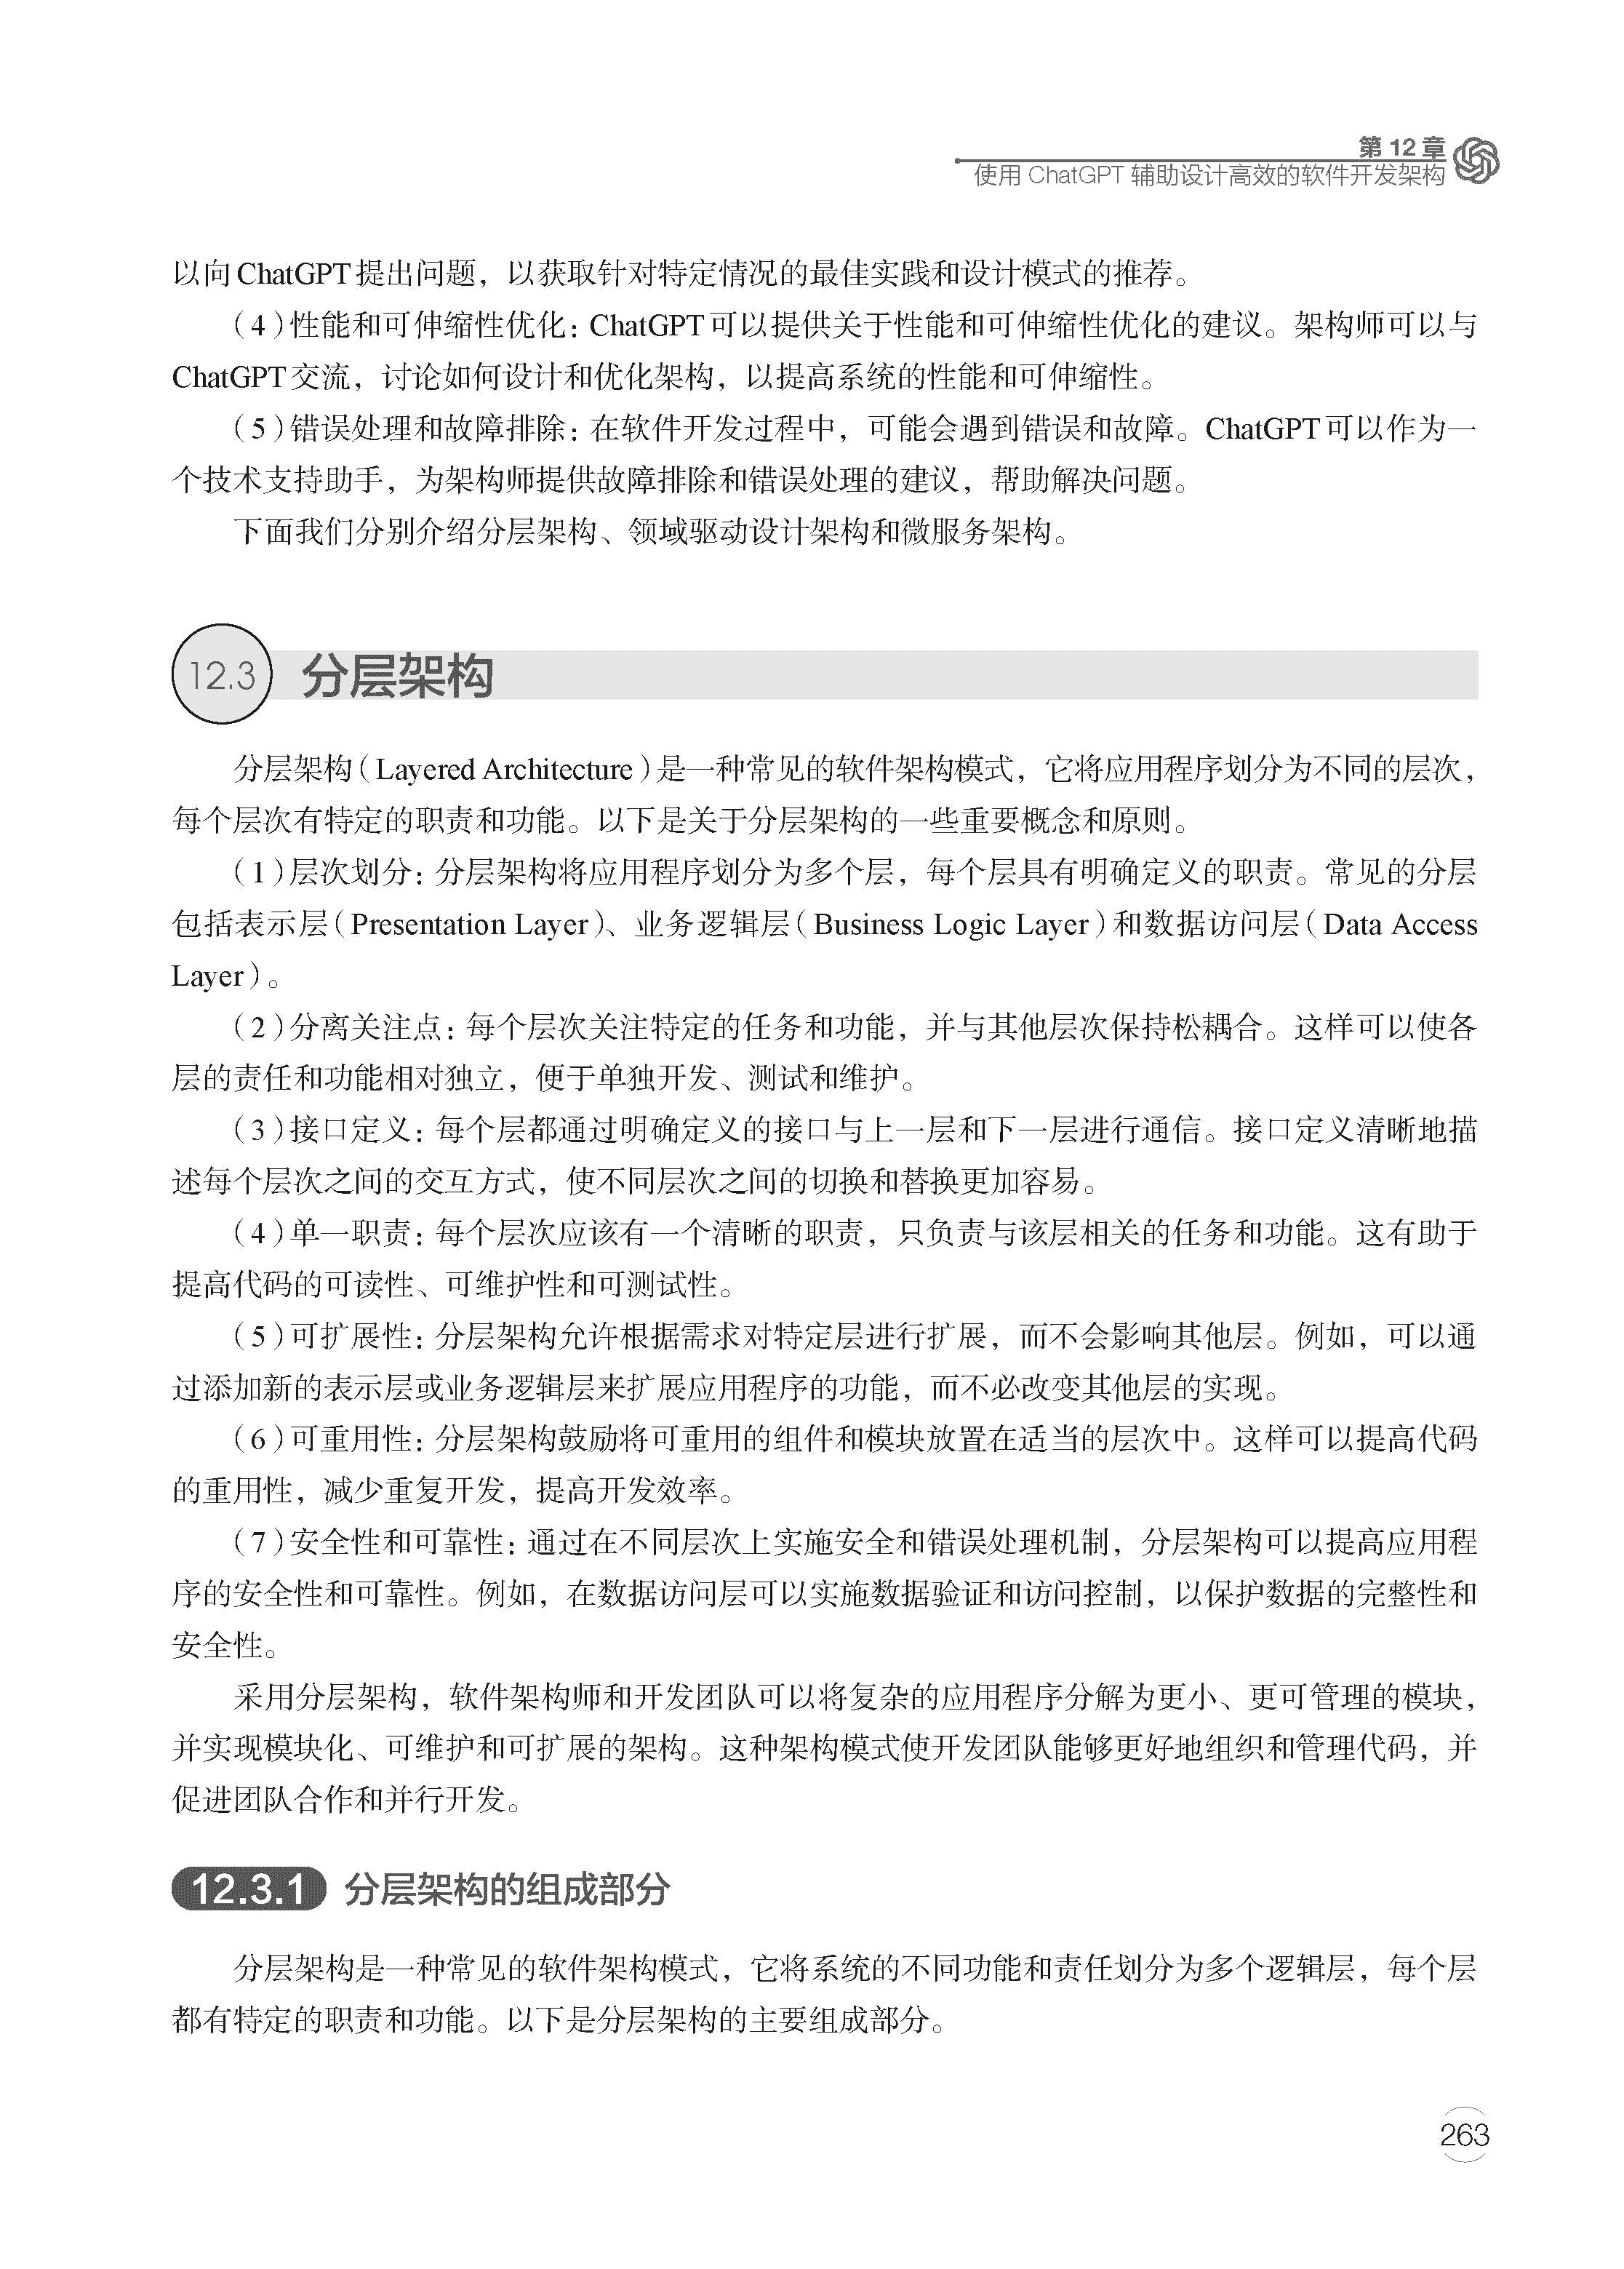 第 12 章
使用 ChatGPT 辅助设计高效的软件开发架构
以向ChatGPT提出问题，以获取针对特定情况的最佳实践和设计模式的推荐。
（4）性能和可伸缩性优化：ChatGPT可以提供关于性能和可伸缩性优化的建议。架构师可以与
ChatGPT交流，讨论如何设计和优化架构，以提高系统的性能和可伸缩性。
（5）错误处理和故障排除：在软件开发过程中，可能会遇到错误和故障。ChatGPT可以作为一
个技术支持助手，为架构师提供故障排除和错误处理的建议，帮助解决问题。
下面我们分别介绍分层架构、领域驱动设计架构和微服务架构。
12.3 分层架构
分层架构（Layered Architecture）是一种常见的软件架构模式，它将应用程序划分为不同的层次，
每个层次有特定的职责和功能。以下是关于分层架构的一些重要概念和原则。
（1）层次划分：分层架构将应用程序划分为多个层，每个层具有明确定义的职责。常见的分层
包括表示层（Presentation Layer）、业务逻辑层（Business Logic Layer）和数据访问层（Data Access
Layer）。
（2）分离关注点：每个层次关注特定的任务和功能，并与其他层次保持松耦合。这样可以使各
层的责任和功能相对独立，便于单独开发、测试和维护。
（3）接口定义：每个层都通过明确定义的接口与上一层和下一层进行通信。接口定义清晰地描
述每个层次之间的交互方式，使不同层次之间的切换和替换更加容易。
（4）单一职责：每个层次应该有一个清晰的职责，只负责与该层相关的任务和功能。这有助于
提高代码的可读性、可维护性和可测试性。
（5）可扩展性：分层架构允许根据需求对特定层进行扩展，而不会影响其他层。例如，可以通
过添加新的表示层或业务逻辑层来扩展应用程序的功能，而不必改变其他层的实现。
（6）可重用性：分层架构鼓励将可重用的组件和模块放置在适当的层次中。这样可以提高代码
的重用性，减少重复开发，提高开发效率。
（7）安全性和可靠性：通过在不同层次上实施安全和错误处理机制，分层架构可以提高应用程
序的安全性和可靠性。例如，在数据访问层可以实施数据验证和访问控制，以保护数据的完整性和
安全性。
采用分层架构，软件架构师和开发团队可以将复杂的应用程序分解为更小、更可管理的模块，
并实现模块化、可维护和可扩展的架构。这种架构模式使开发团队能够更好地组织和管理代码，并
促进团队合作和并行开发。
12.3.1 分层架构的组成部分
分层架构是一种常见的软件架构模式，它将系统的不同功能和责任划分为多个逻辑层，每个层
都有特定的职责和功能。以下是分层架构的主要组成部分。
263